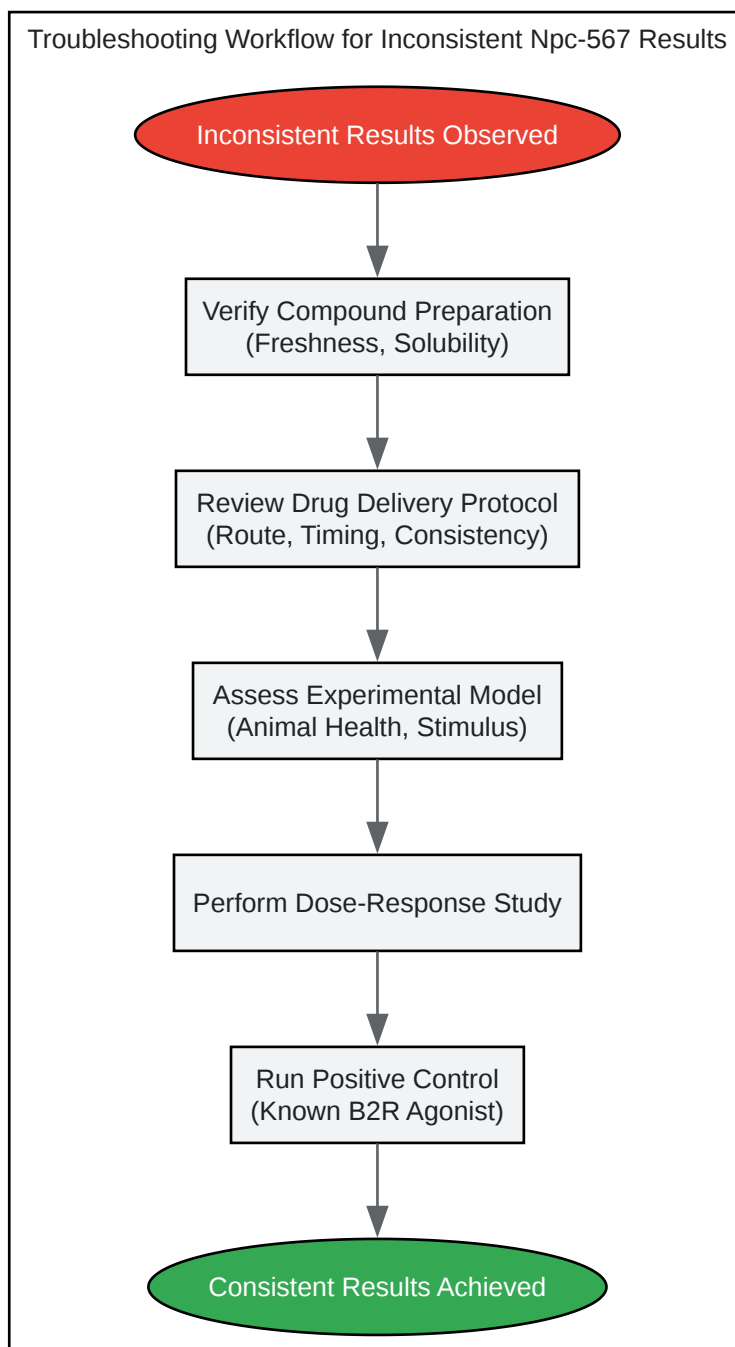 Troubleshooting Workflow for Inconsistent Npc-567 Results
Inconsistent Results Observed
Verify Compound Preparation
(Freshness, Solubility)
Review Drug Delivery Protocol
(Route, Timing, Consistency)
Assess Experimental Model
(Animal Health, Stimulus)
Perform Dose-Response Study
Run Positive Control
(Known B2R Agonist)
Consistent Results Achieved